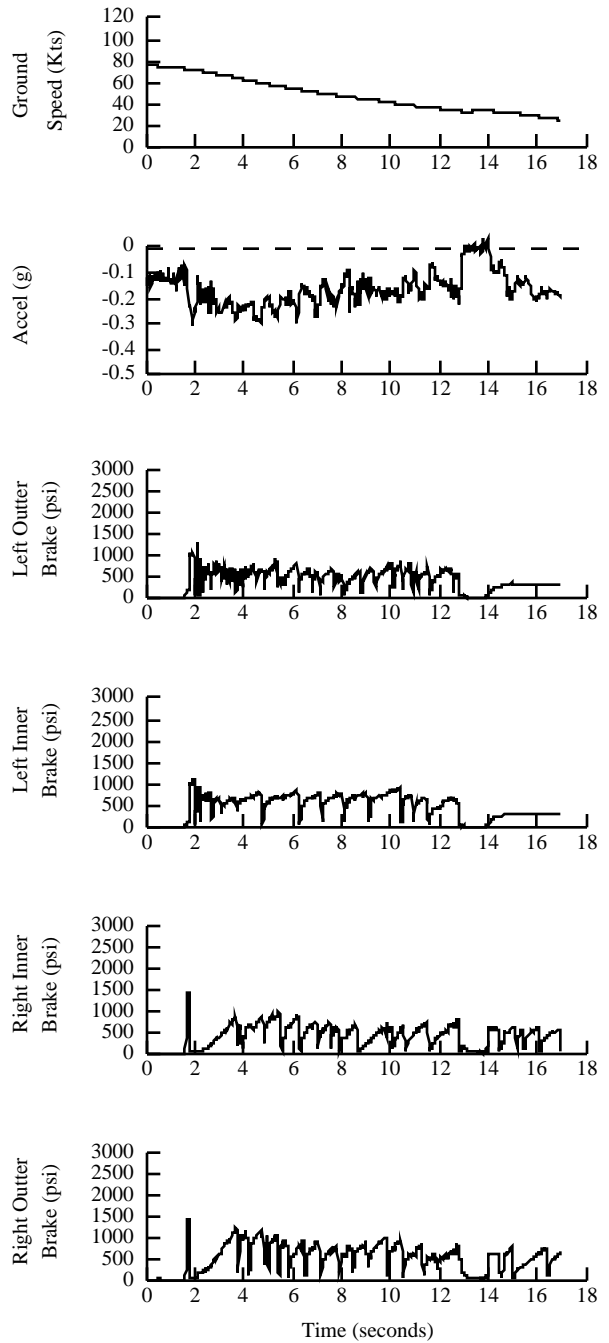 Ground
Speed (Kts)
120
100
80
60
40
20
0
0 2 4 6 8 10 12 14 16 18
Accel (g)
0
-0.1
-0.2
-0.3
-0.4
-0.5
0 2 4 6 8 10 12 14 16 18
Left Outter
Brake (psi)
3000
2500
2000
1500
1000
500
0
0 2 4 6 8 10 12 14 16 18
Left Inner
Brake (psi)
3000
2500
2000
1500
1000
500
0
0 2 4 6 8 10 12 14 16 18
Right Inner
Brake (psi)
3000
2500
2000
1500
1000
500
0
0 2 4 6 8 10 12 14 16 18
Right Outter
Brake (psi)
3000
2500
2000
1500
1000
500
0
0 2 4 6 8 10 12 14 16 18
Time (seconds)